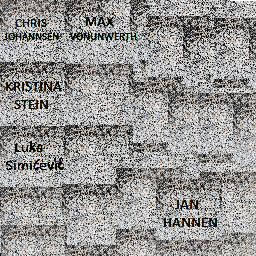 CHRIS
JOHANNSEN
MAX
VONUNWERTH
KRISTINA
STEIN
Luka
Simićević
JAN
HANNEN